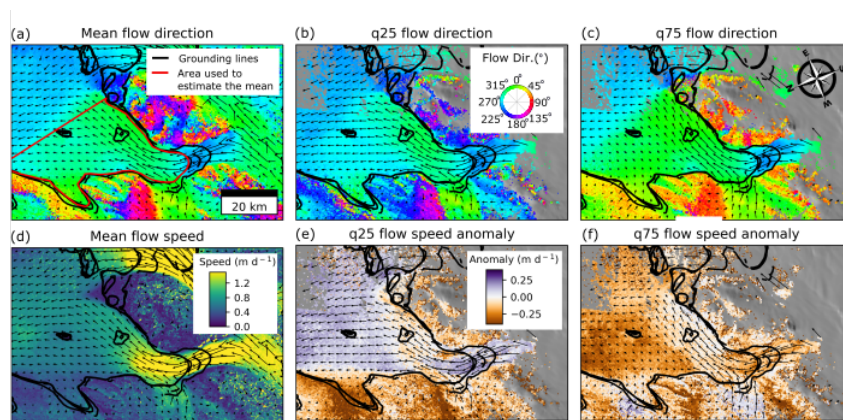 (a) Mean flow direction
(b) q25 flow direction
(c) q75 flow direction
Grounding lines
Area used to
estimate the mean
20 km
Flow Dir.(°)
0°
315° 45°
270° 90°
225° 135°
180°
N
W
(d) Mean flow speed
(e) q25 flow speed anomaly
(f) q75 flow speed anomaly
Speed (m d⁻¹)
1.2
0.8
0.4
0.0
Anomaly (m d⁻¹)
0.25
0.00
−0.25